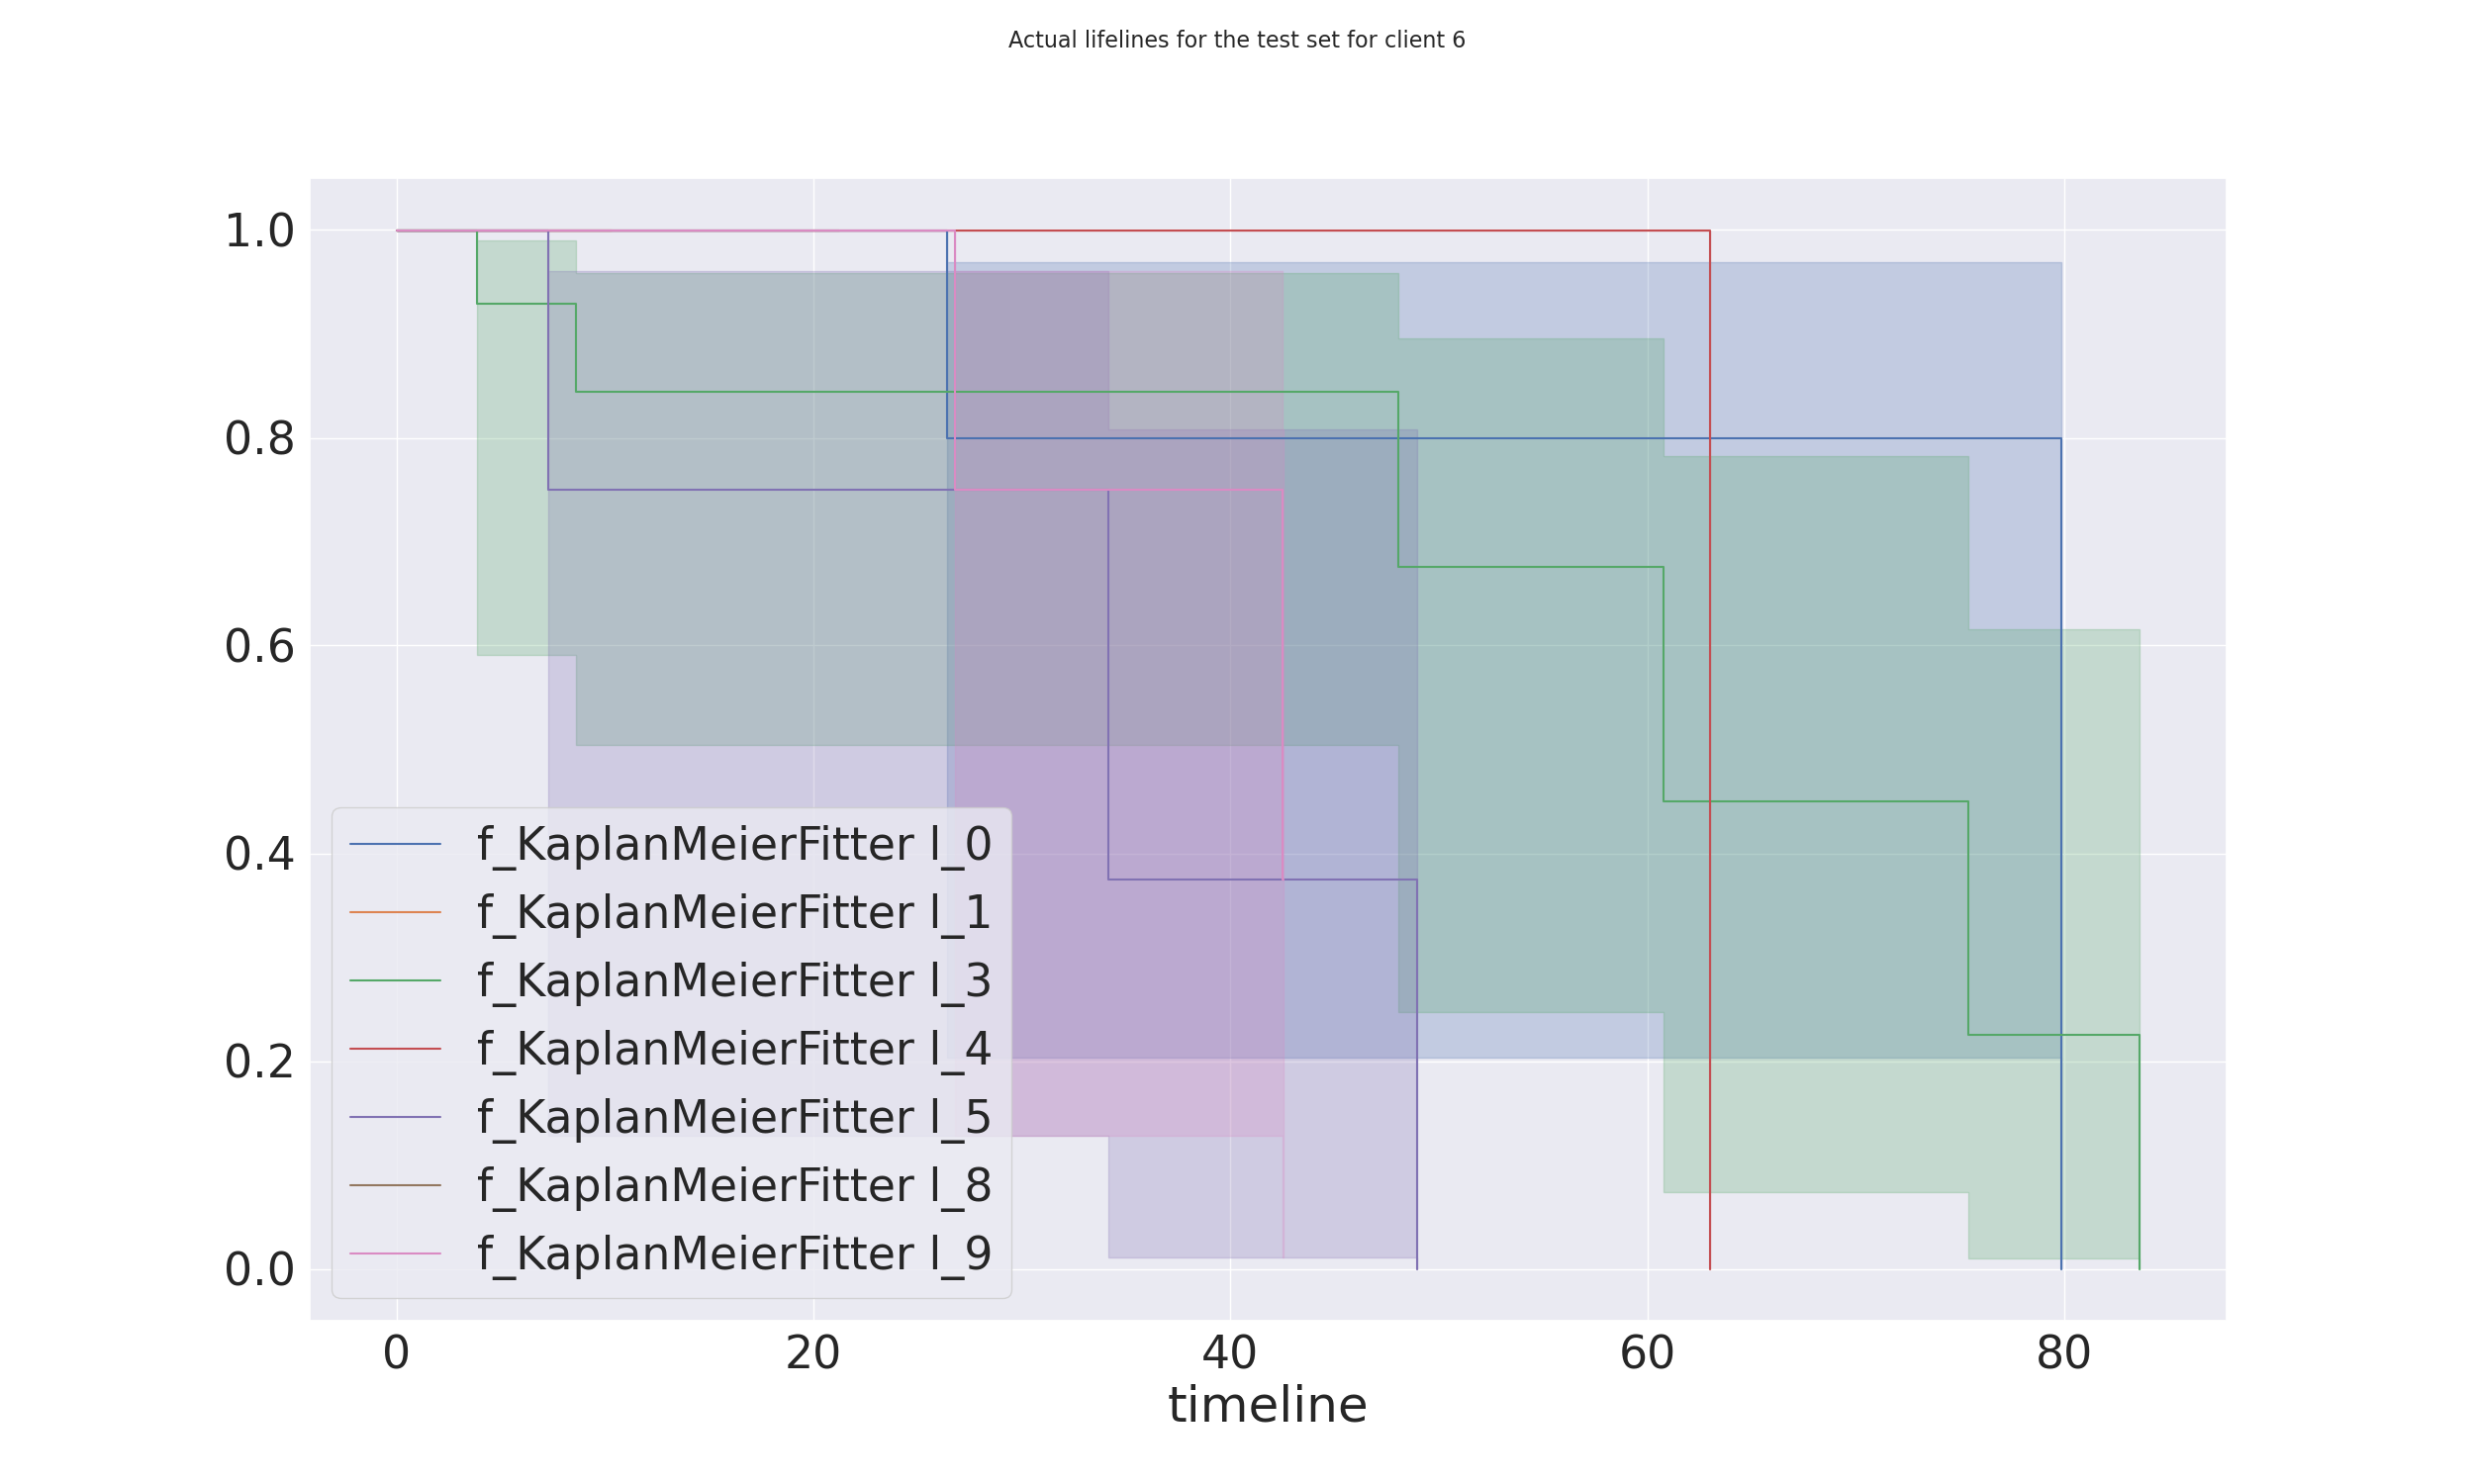 Actual lifelines for the test set for client 6
1.0
0.8
0.6
0.4
0.2
0.0
f_KaplanMeierFitter l_0
f_KaplanMeierFitter l_1
f_KaplanMeierFitter l_3
f_KaplanMeierFitter l_4
f_KaplanMeierFitter l_5
f_KaplanMeierFitter l_8
f_KaplanMeierFitter l_9
0 20 40 60 80
timeline